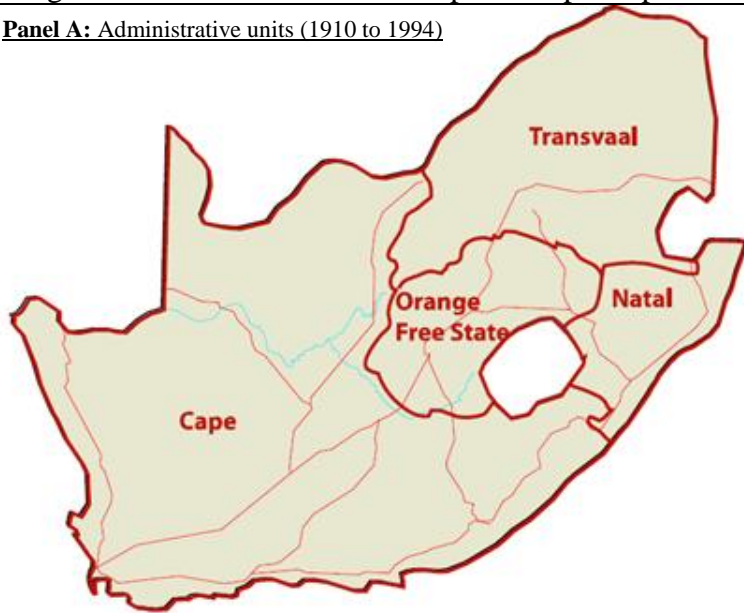 Panel A: Administrative units (1910 to 1994)
Transvaal
Orange
Free State
Natal
Cape